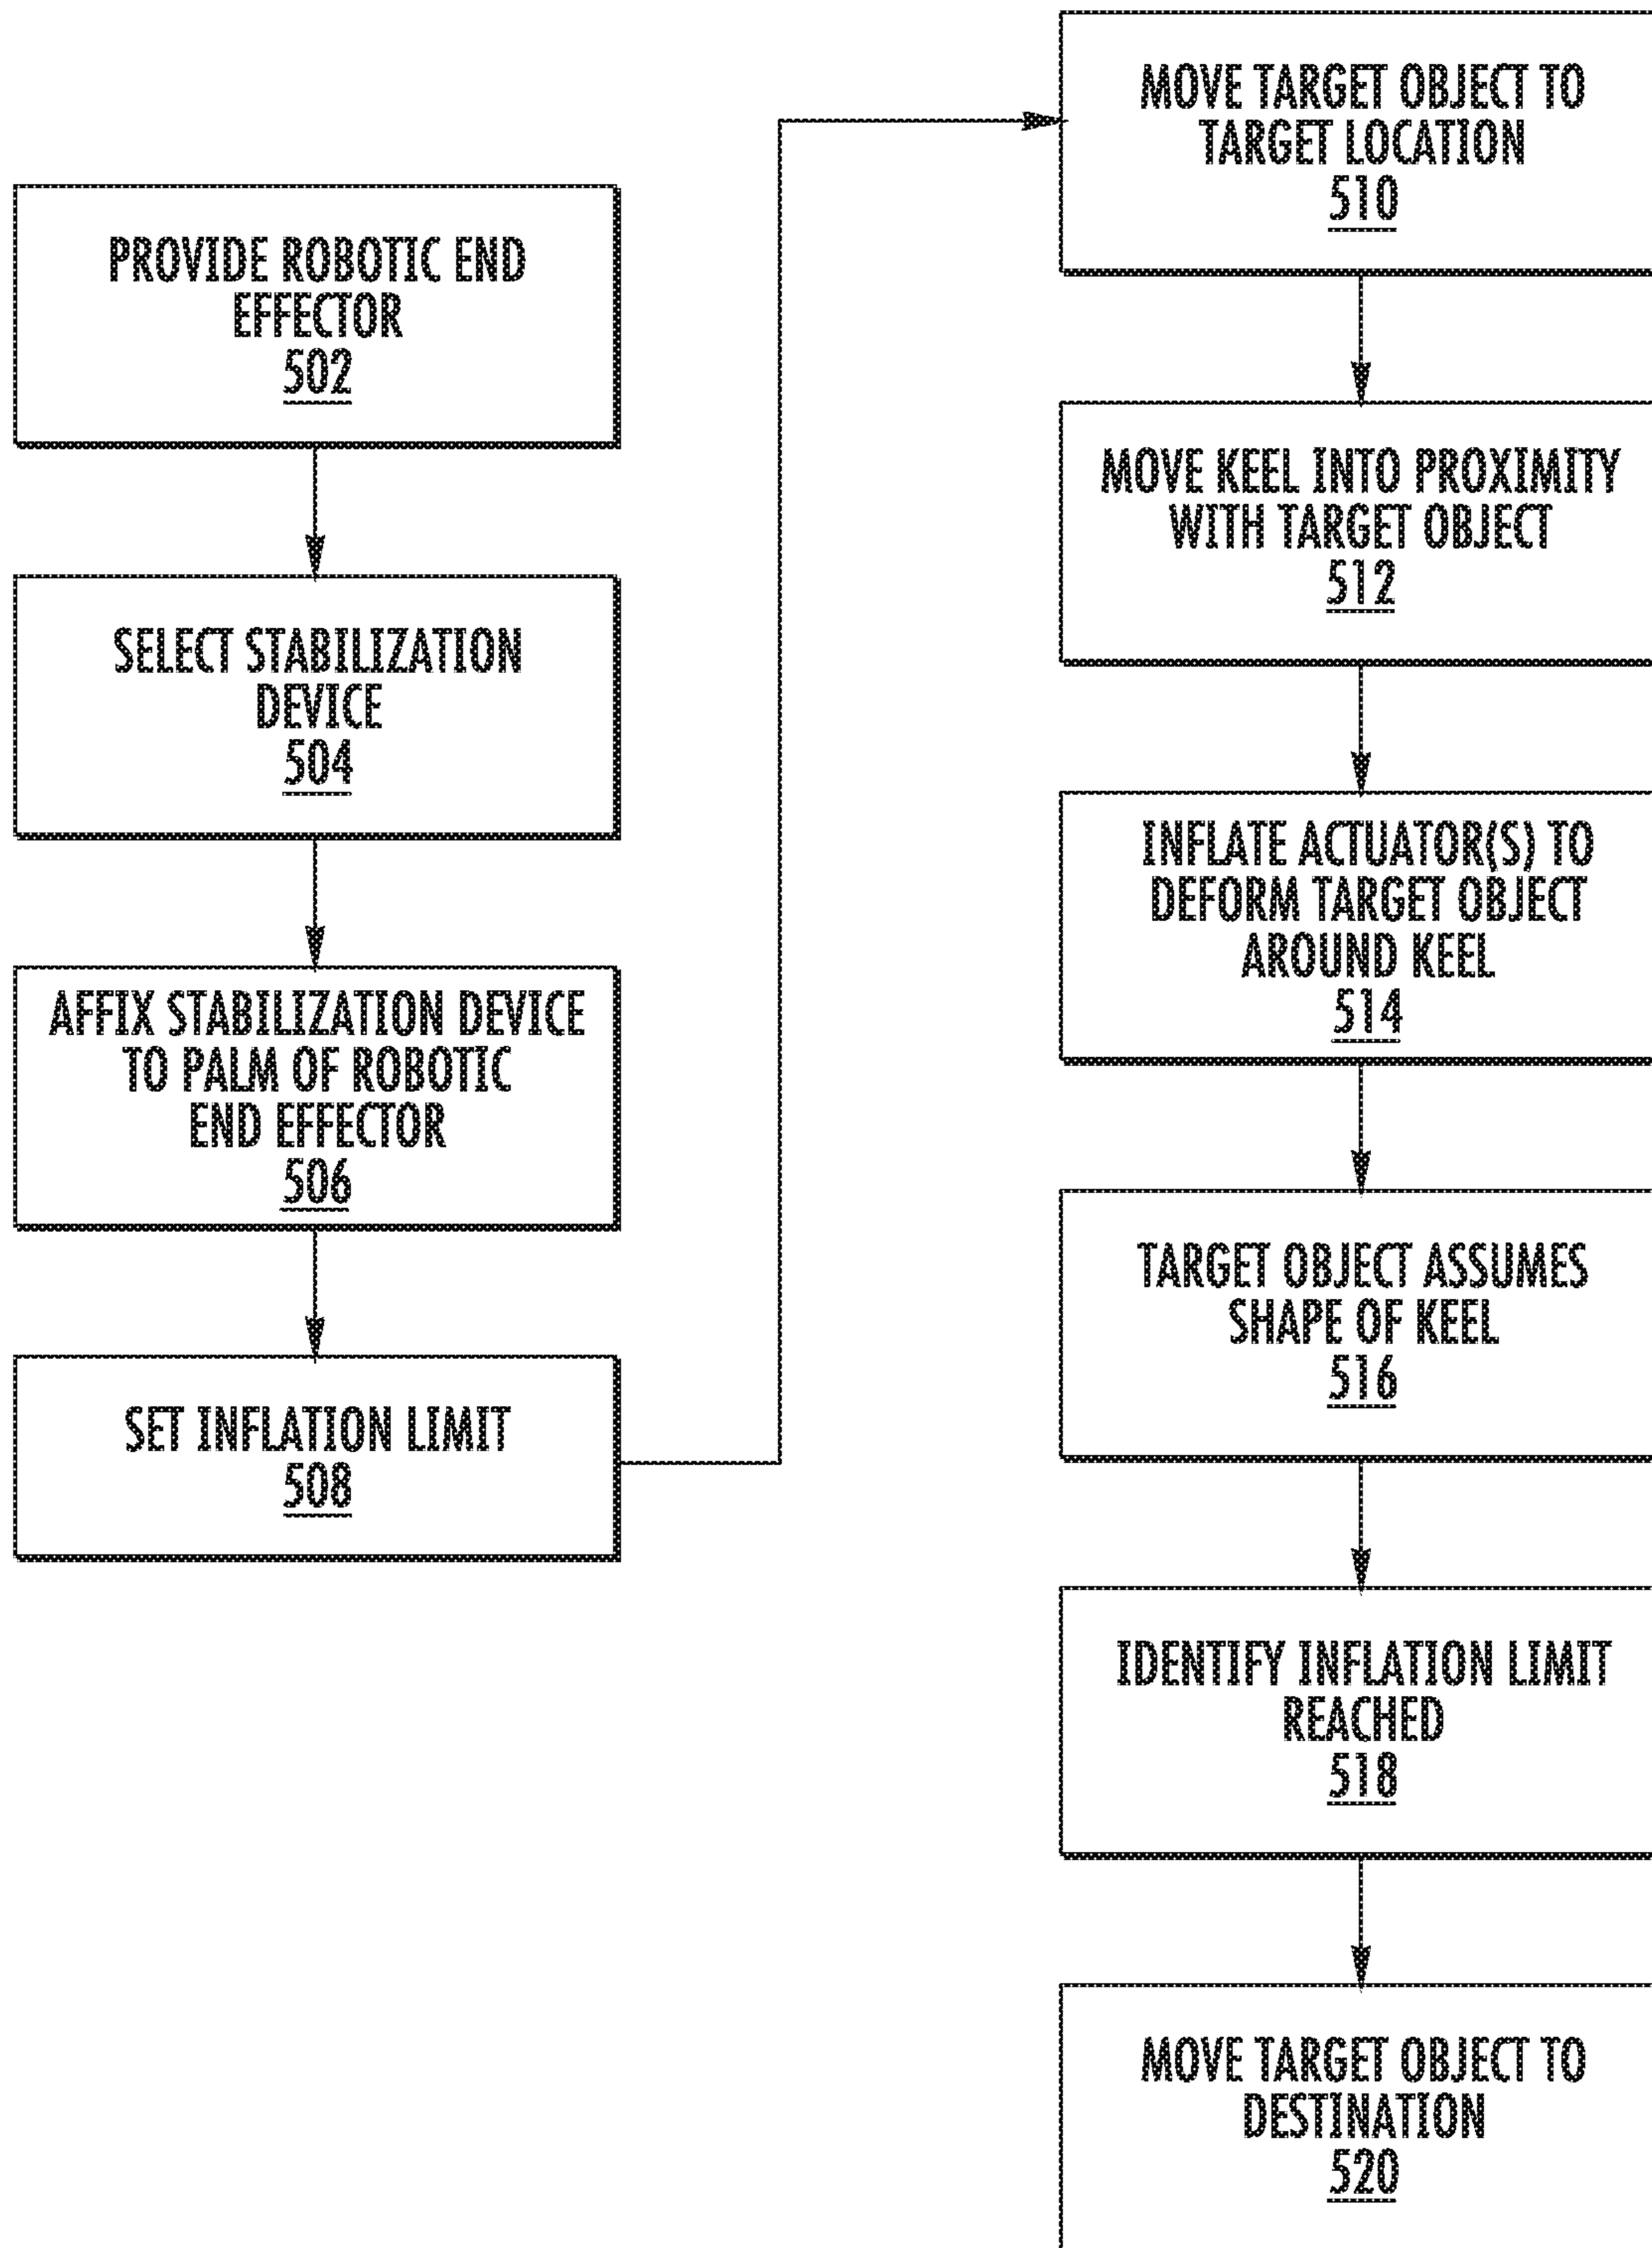 PROVIDE ROBOTIC END
EFFECTOR
502
SELECT STABILIZATION
DEVICE
504
AFFIX STABILIZATION DEVICE
TO PALM OF ROBOTIC
END EFFECTOR
506
SET INFLATION LIMIT
508
MOVE TARGET OBJECT TO
TARGET LOCATION
510
MOVE KEEL INTO PROXIMITY
WITH TARGET OBJECT
512
INFLATE ACTUATOR(S) TO
DEFORM TARGET OBJECT
AROUND KEEL
514
TARGET OBJECT ASSUMES
SHAPE OF KEEL
516
IDENTIFY INFLATION LIMIT
REACHED
518
MOVE TARGET OBJECT TO
DESTINATION
520